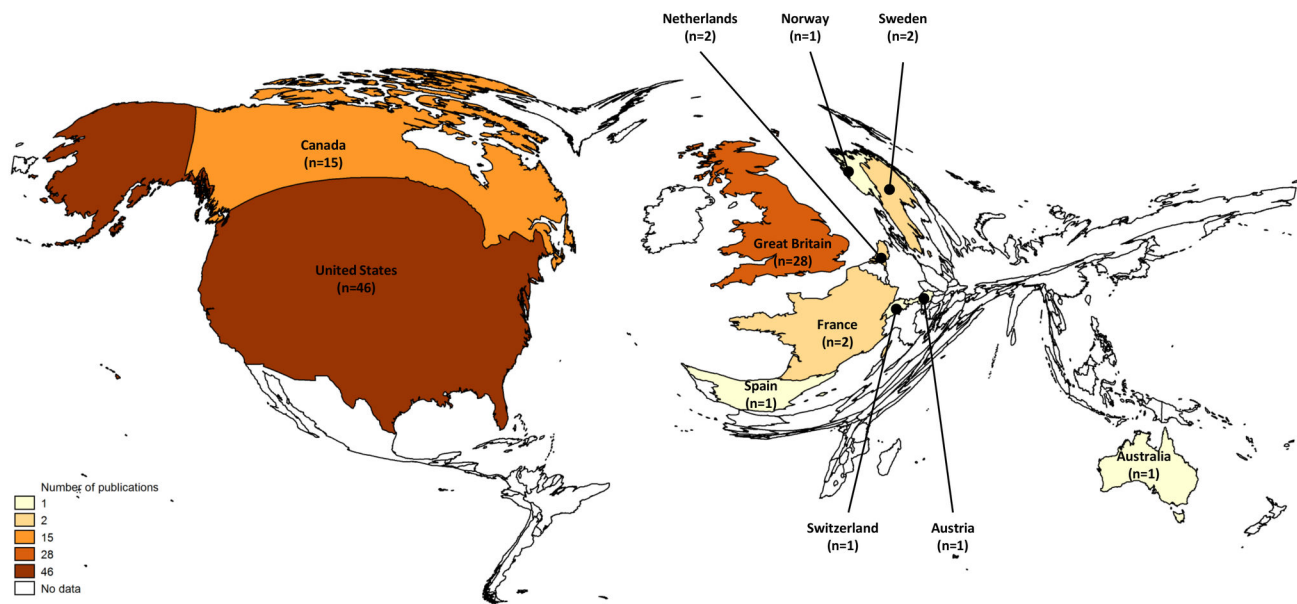 Netherlands
(n=2)
Norway
(n=1)
Sweden
(n=2)
Canada
(n=15)
United States
(n=46)
Great Britain
(n=28)
France
(n=2)
Spain
(n=1)
Australia
(n=1)
Switzerland
(n=1)
Austria
(n=1)
Number of publications
1
2
15
28
46
No data